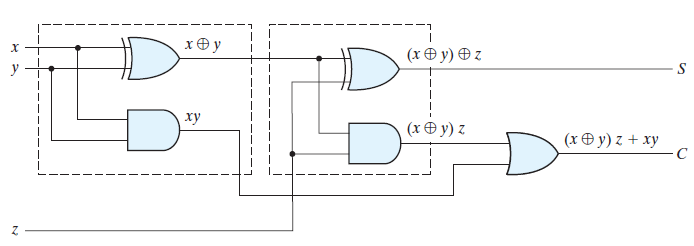 x
y
x ⊕ y
xy
(x ⊕ y) ⊕ z
S
(x ⊕ y) z
(x ⊕ y) z + xy
C
z